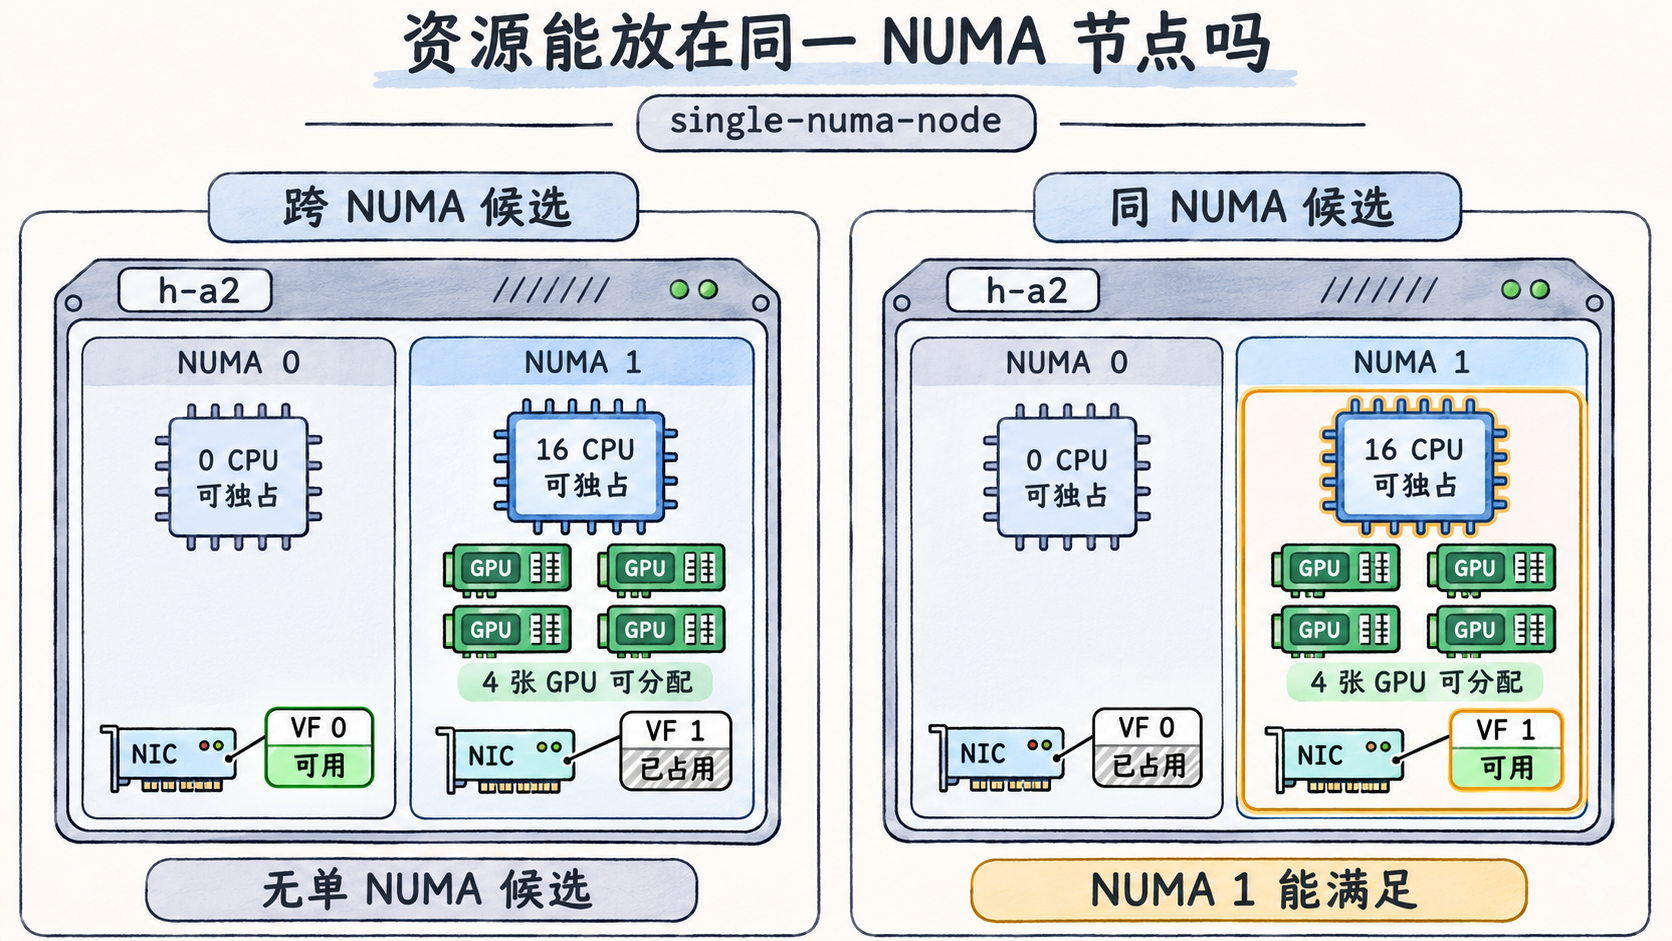 资源能放在同一 NUMA 节点吗
single-numa-node
跨 NUMA 候选
h-a2
NUMA 0
0 CPU
可独占
NIC
VF 0
可用
NUMA 1
16 CPU
可独占
GPU
GPU
GPU
GPU
4 张 GPU 可分配
NIC
VF 1
已占用
无单 NUMA 候选
同 NUMA 候选
h-a2
NUMA 0
0 CPU
可独占
NIC
VF 0
已占用
NUMA 1
16 CPU
可独占
GPU
GPU
GPU
GPU
4 张 GPU 可分配
NIC
VF 1
可用
NUMA 1 能满足